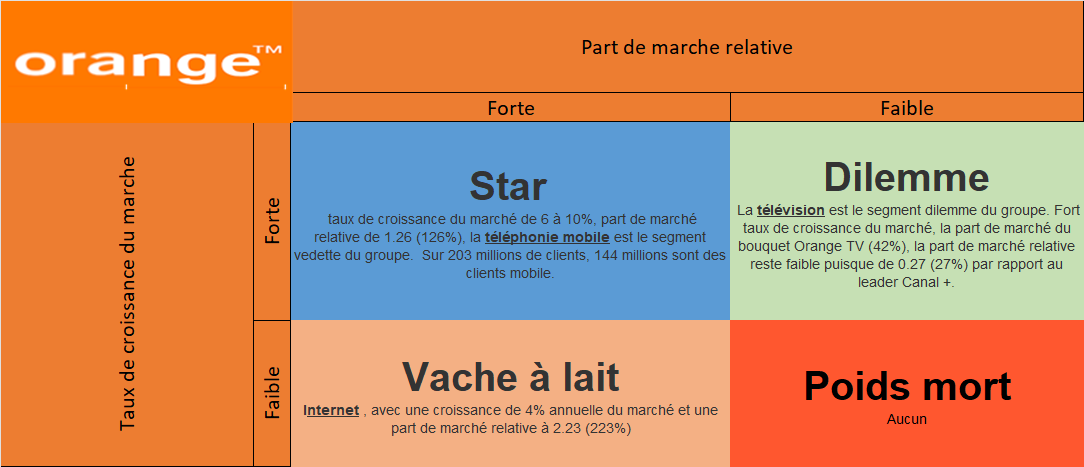 orange™
Part de marche relative
Forte
Faible
Taux de croissance du marche
Forte
Star
taux de croissance du marché de 6 à 10%, part de marché
relative de 1.26 (126%), la téléphonie mobile est le segment
vedette du groupe. Sur 203 millions de clients, 144 millions sont des
clients mobile.
Dilemme
La télévision est le segment dilemme du groupe. Fort
taux de croissance du marché, la part de marché du
bouquet Orange TV (42%), la part de marché relative
reste faible puisque de 0.27 (27%) par rapport au
leader Canal +.
Faible
Vache à lait
Internet , avec une croissance de 4% annuelle du marché et une
part de marché relative à 2.23 (223%)
Poids mort
Aucun